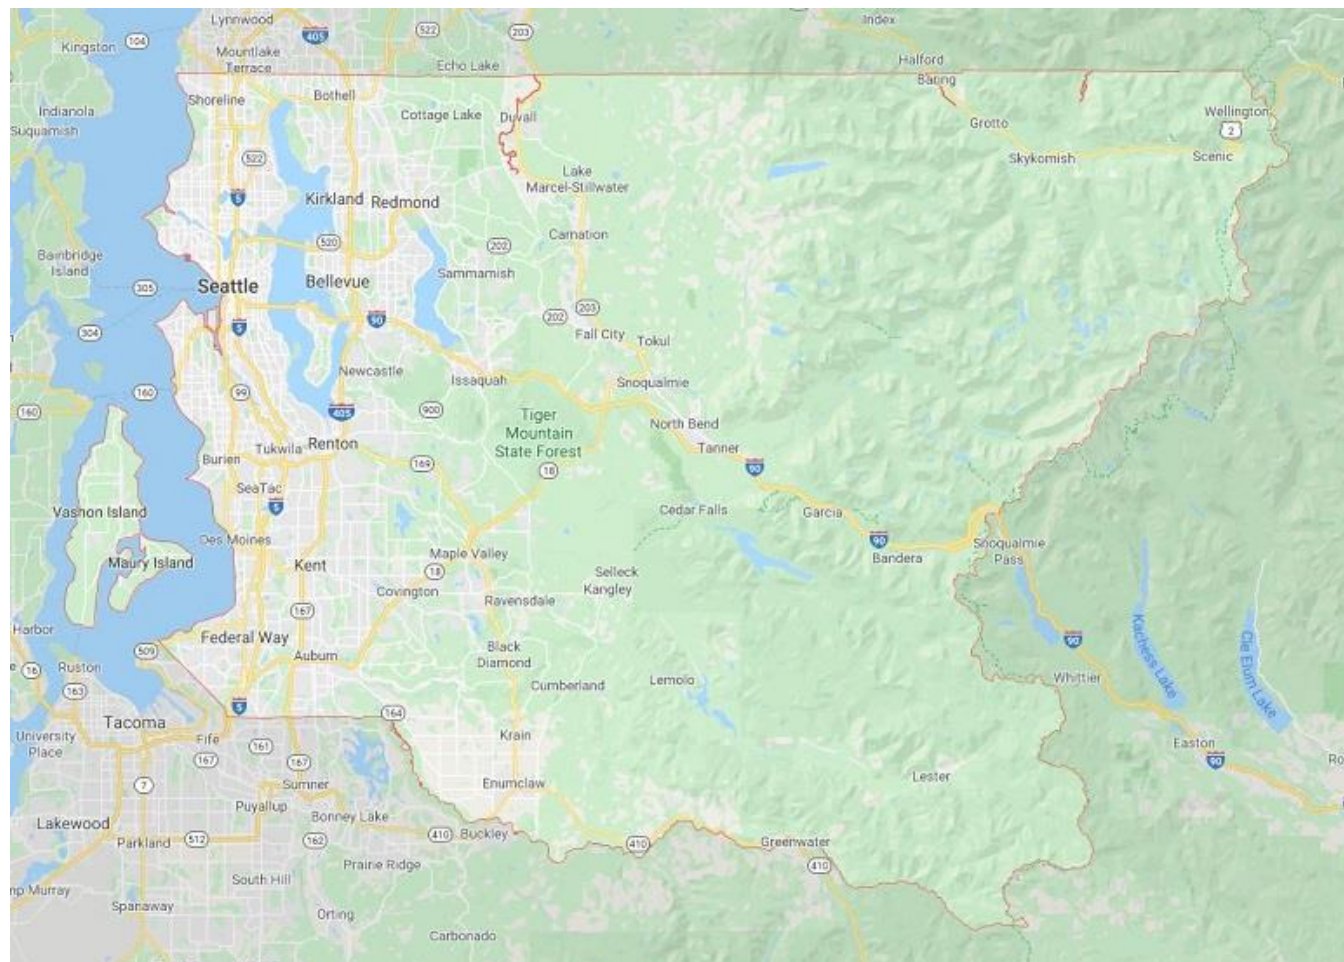 Lynnwood
Index
405
522
203
Kingston
104
Mountlake
Terrace
Halford
Echo Lake
Baring
Shoreline
Bothell
Indianola
Cottage Lake
Duvall
Wellington
Suquamish
Grotto
2
522
Skykomish
Scenic
Lake
Marcel-Stillwater
5
Kirkland
Redmond
Carnation
520
202
Bainbridge
Island
Sammamish
305
Seattle
Bellevue
203
202
90
5
304
Fall City
Tokul
Newcastle
Issaquah
Snoqualmie
160
99
160
405
900
Tiger
Mountain
State Forest
North Bend
Tukwila
Renton
Tanner
Burien
169
18
90
SeaTac
5
Vashon Island
Cedar Falls
Garcia
Des Moines
90
Snoqualmie
Pass
Maple Valley
Bandera
Maury Island
Kent
18
Selleck
Kangley
Covington
Ravensdale
167
Harbor
Federal Way
90
Kachess Lake
Cle Elum Lake
509
Auburn
Black
Diamond
16
Ruston
Whittier
163
Cumberland
Lemolo
5
164
Tacoma
University
Place
Fife
161
Krain
Easton
167
167
90
Ro
7
Sumner
Enumclaw
Lester
Puyallup
Bonney Lake
Lakewood
Parkland
512
162
410
Buckley
410
Greenwater
410
Prairie Ridge
South Hill
mp Murray
Spanaway
Orting
Carbonado